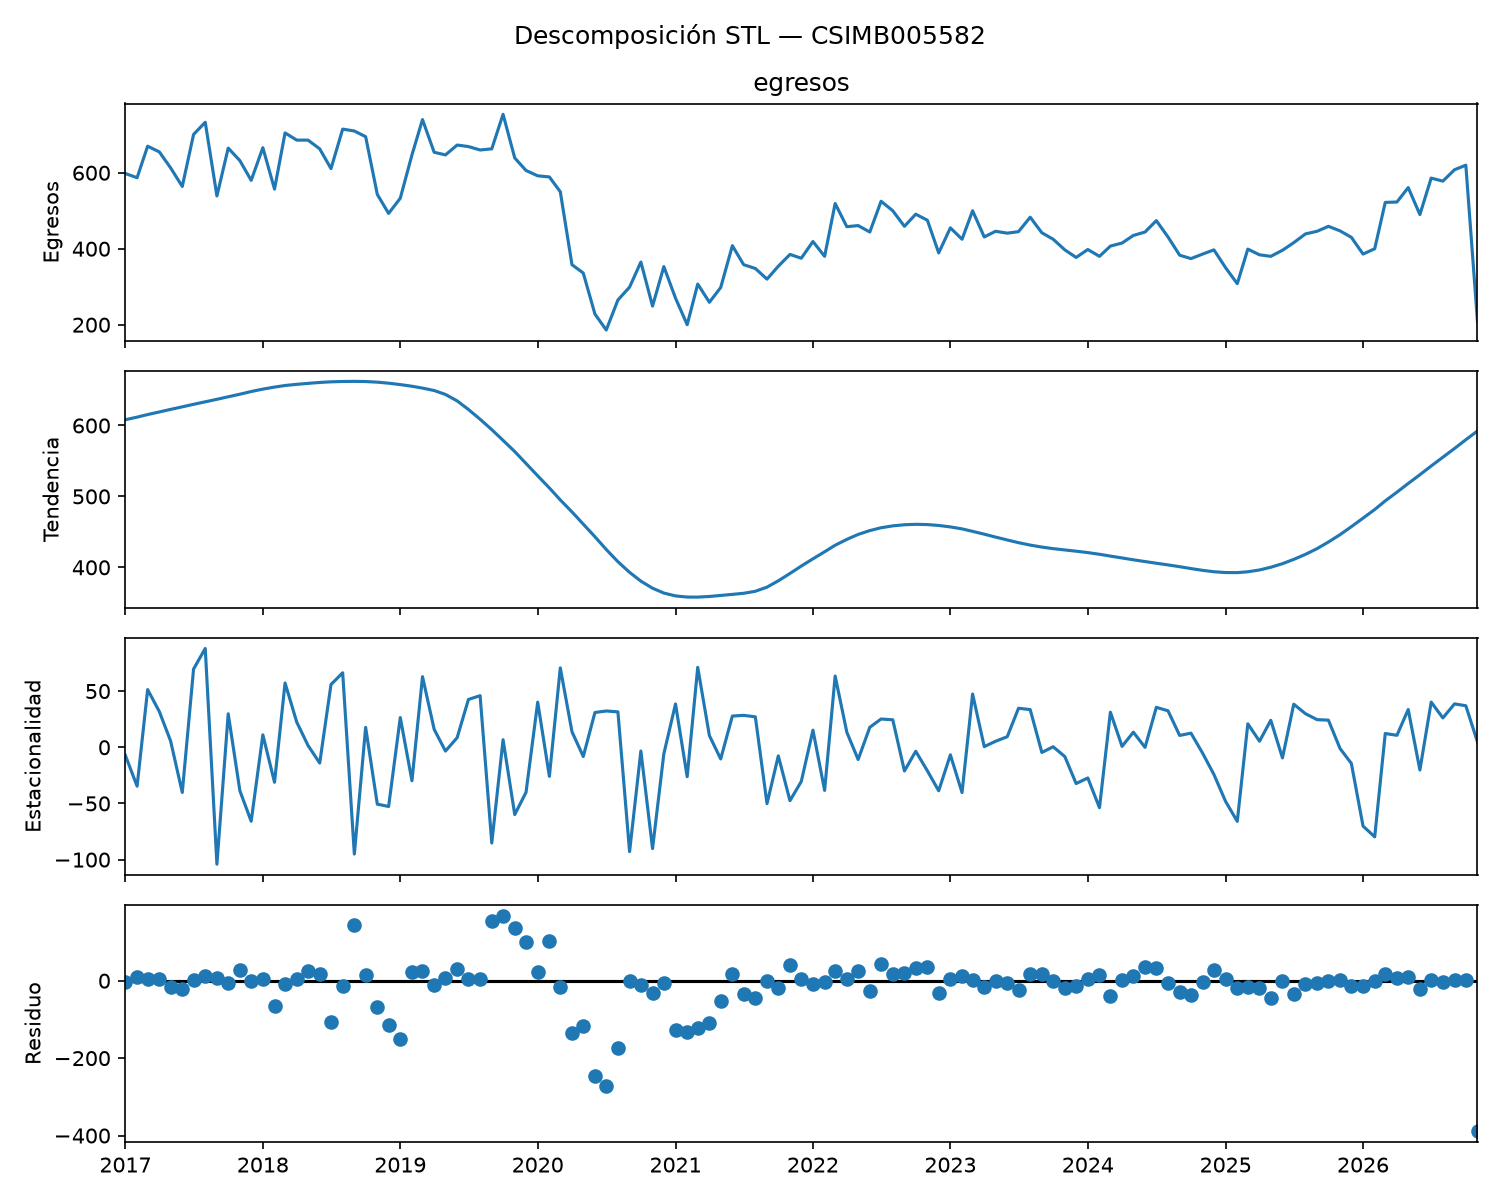 Descomposición STL — CSIMB005582
egresos
Egresos
600
400
200
Tendencia
600
500
400
Estacionalidad
50
0
−50
−100
Residuo
0
−200
−400
2017 2018 2019 2020 2021 2022 2023 2024 2025 2026